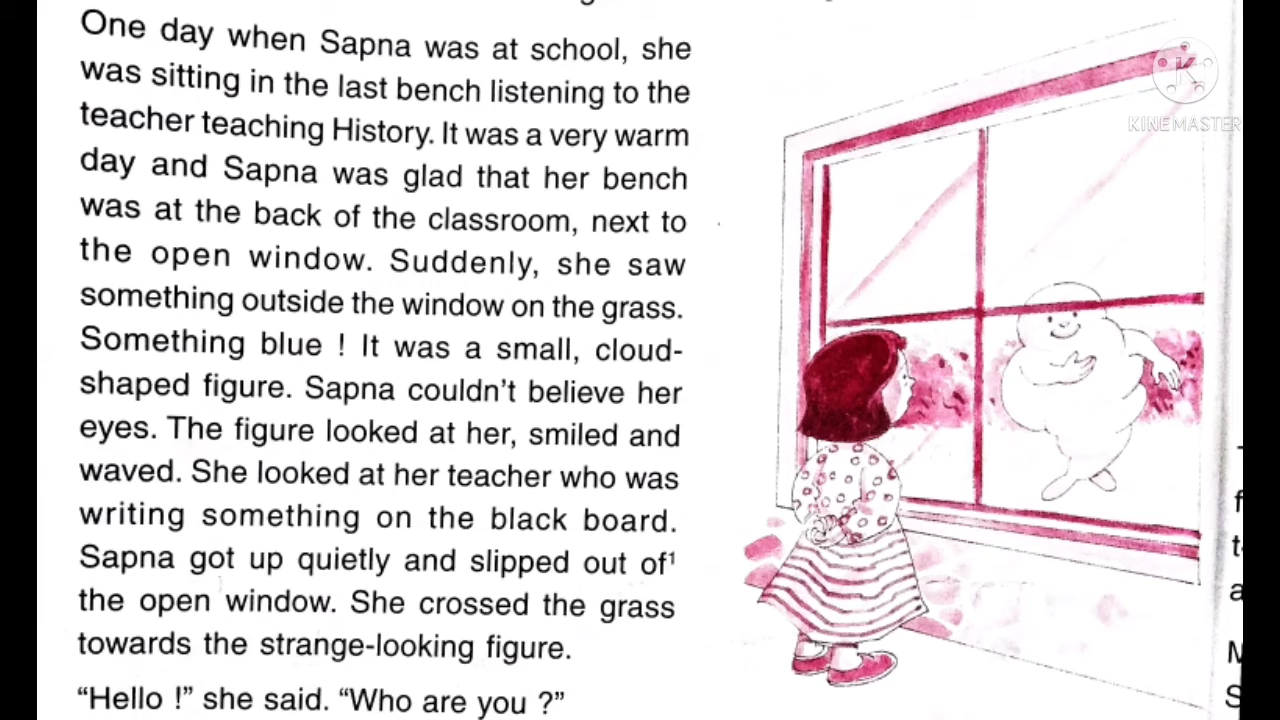 One day when Sapna was at school, she
was sitting in the last bench listening to the
teacher teaching History. It was a very warm
day and Sapna was glad that her bench
was at the back of the classroom, next to
the open window. Suddenly, she saw
something outside the window on the grass.
Something blue ! It was a small, cloud-
shaped figure. Sapna couldn't believe her
eyes. The figure looked at her, smiled and
waved. She looked at her teacher who was
writing something on the black board.
Sapna got up quietly and slipped out of¹
the open window. She crossed the grass
towards the strange-looking figure.
“Hello !” she said. “Who are you ?”
K
KINEMASTER